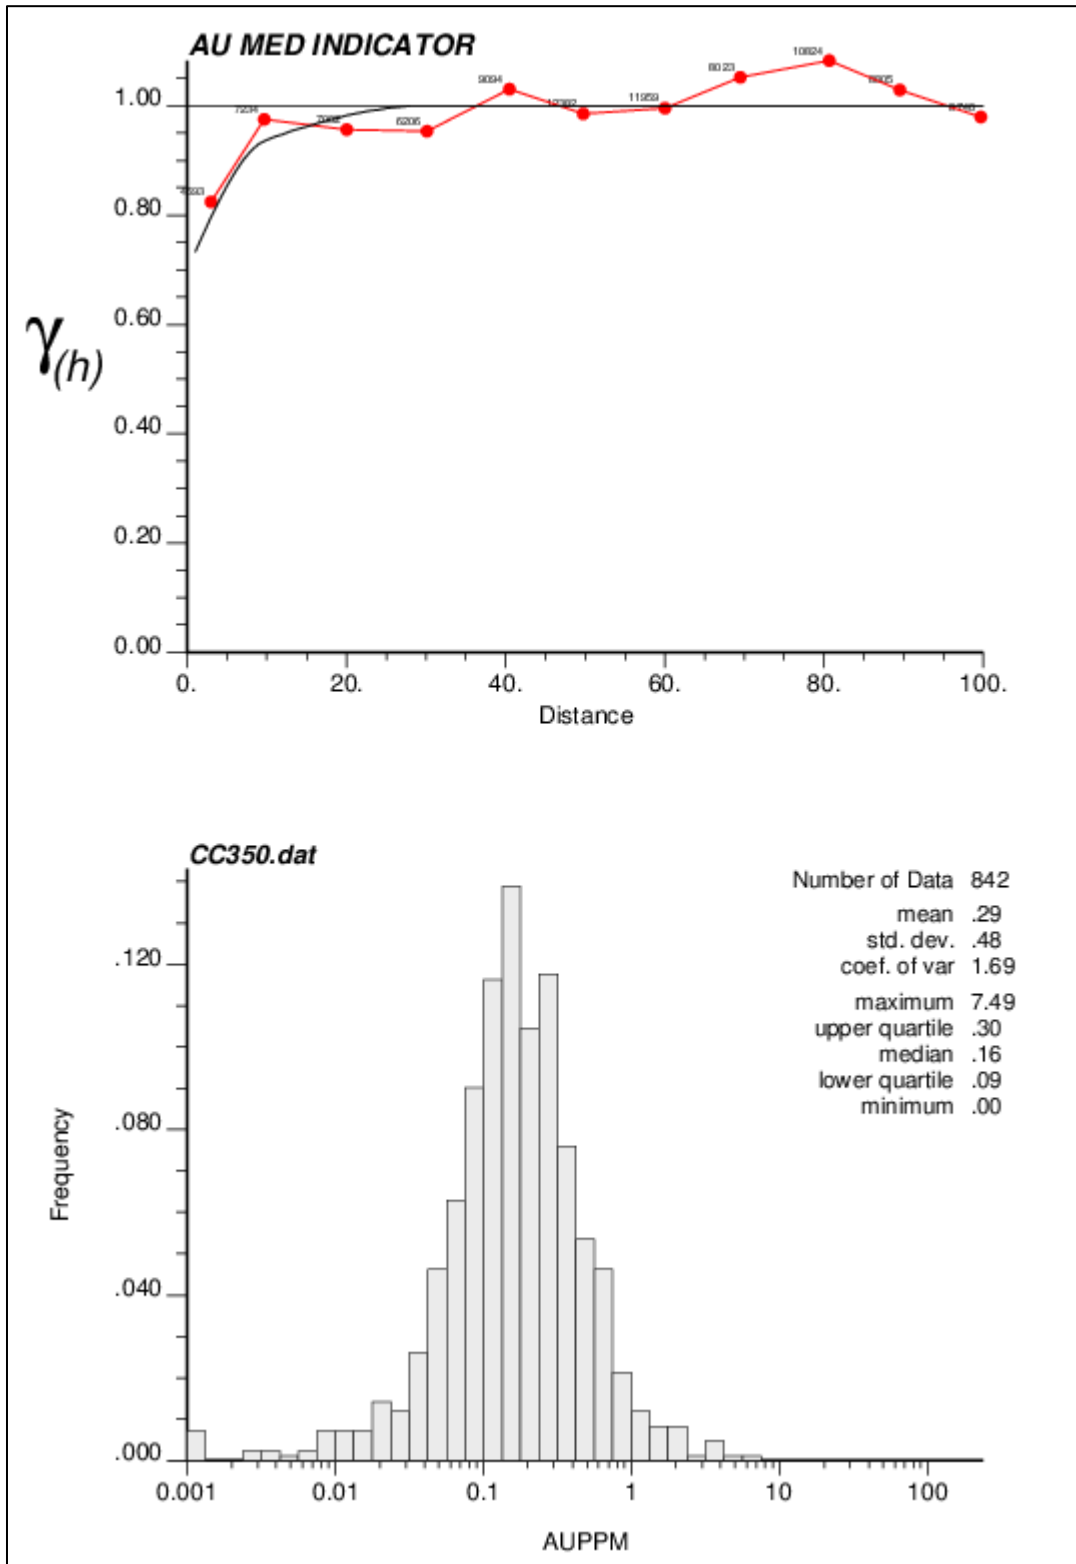 AU MED INDICATOR
1.00
0.80
0.60
0.40
0.20
0.00
γ(h)
7234
6206
9094
11959
8023
10824
0. 20. 40. 60. 80. 100.
Distance
CC350.dat
Number of Data 842
mean .29
std. dev. .48
coef. of var 1.69
maximum 7.49
upper quartile .30
median .16
lower quartile .09
minimum .00
.120
.080
.040
.000
Frequency
0.001 0.01 0.1 1 10 100
AUPPM